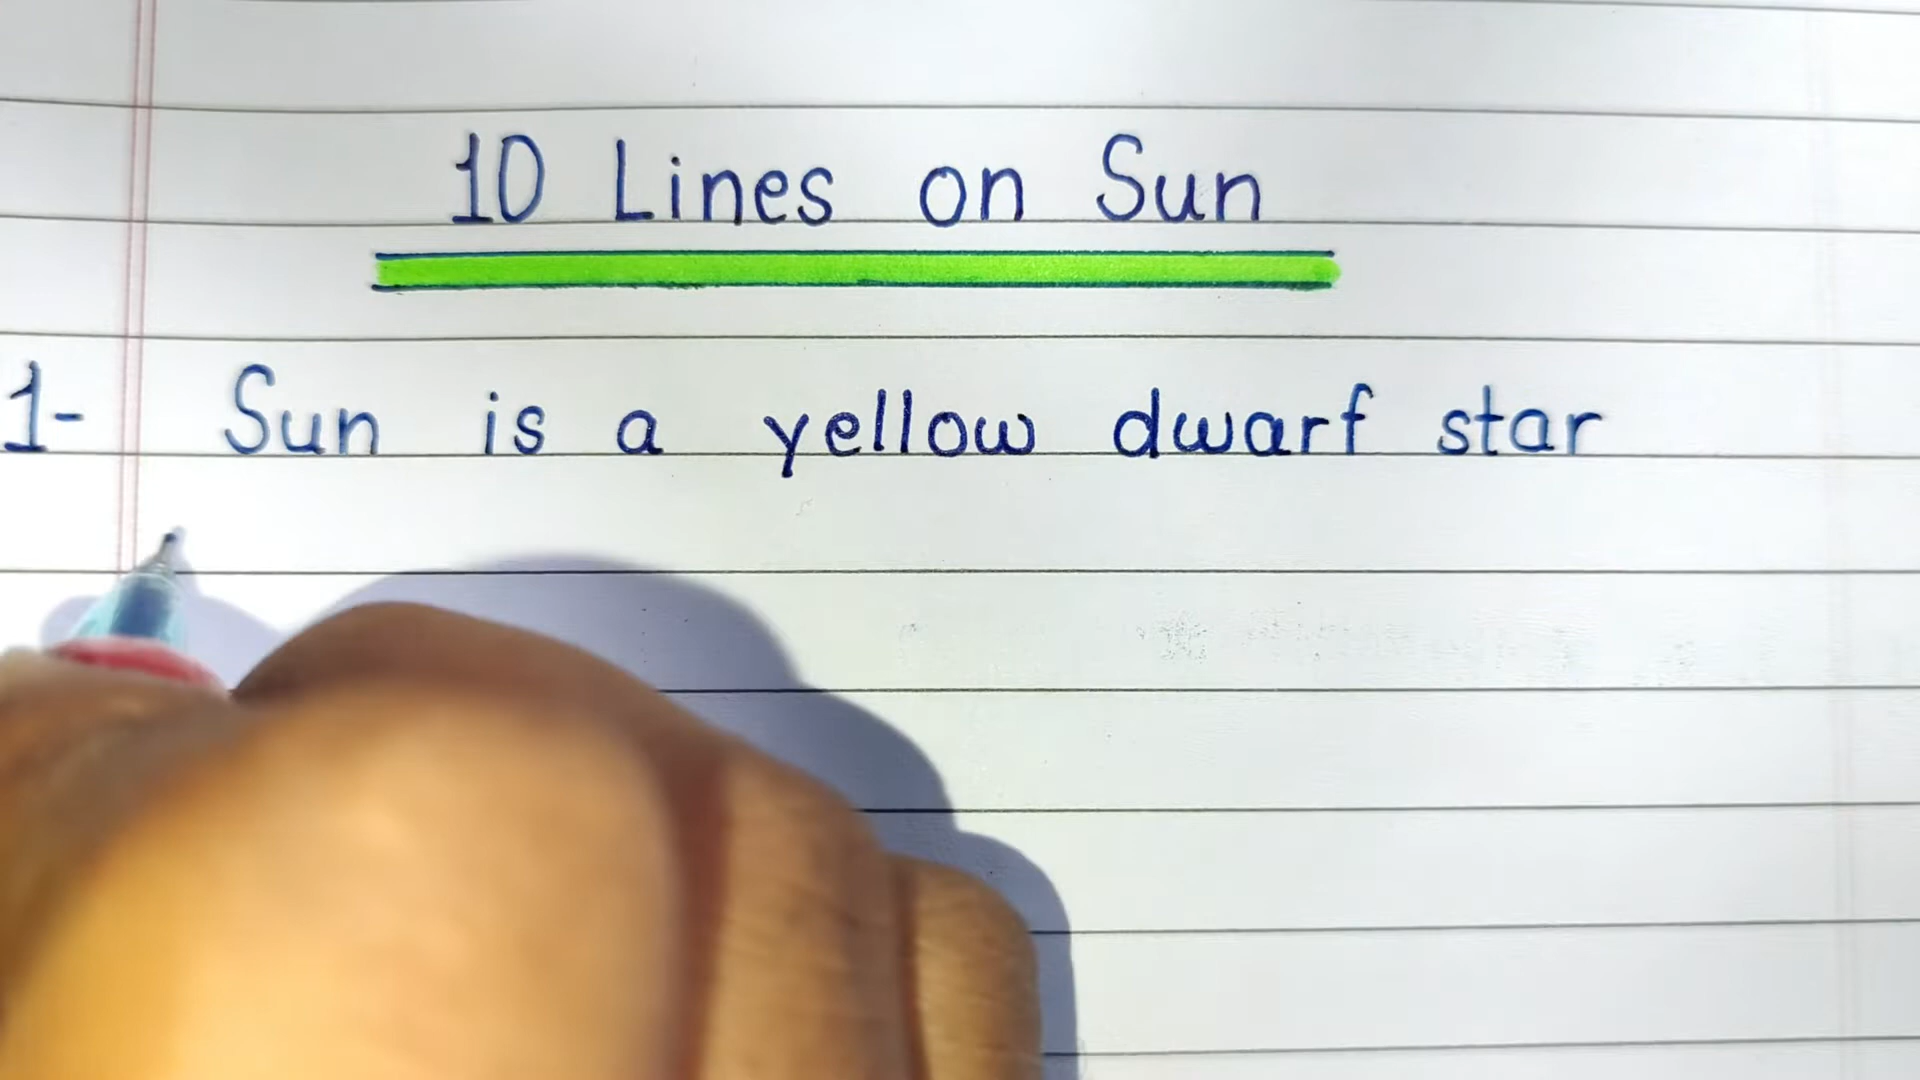 10 Lines on Sun
1- Sun is a yellow dwarf star